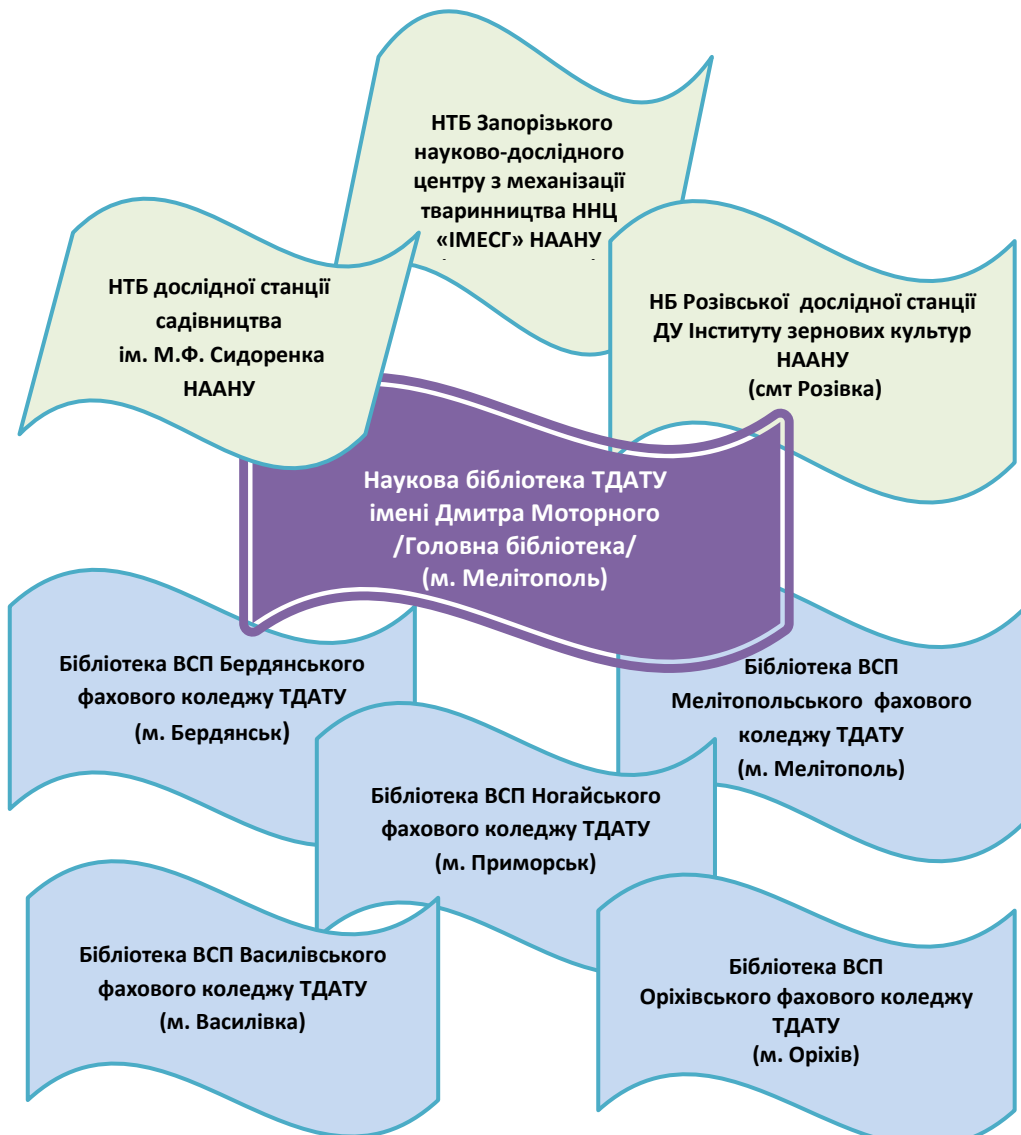 НТБ Запорізького
науково-дослідного
центру з механізації
тваринництва ННЦ
«ІМЕСГ» НААНУ
НТБ дослідної станції
садівництва
ім. М.Ф. Сидоренка
НААНУ
НБ Розівської дослідної станції
ДУ Інституту зернових культур
НААНУ
(смт Розівка)
Наукова бібліотека ТДАТУ
імені Дмитра Моторного
/Головна бібліотека/
(м. Мелітополь)
Бібліотека ВСП Бердянського
фахового коледжу ТДАТУ
(м. Бердянськ)
Бібліотека ВСП
Мелітопольського фахового
коледжу ТДАТУ
(м. Мелітополь)
Бібліотека ВСП Ногайського
фахового коледжу ТДАТУ
(м. Приморськ)
Бібліотека ВСП Василівського
фахового коледжу ТДАТУ
(м. Василівка)
Бібліотека ВСП
Оріхівського фахового коледжу
ТДАТУ
(м. Оріхів)